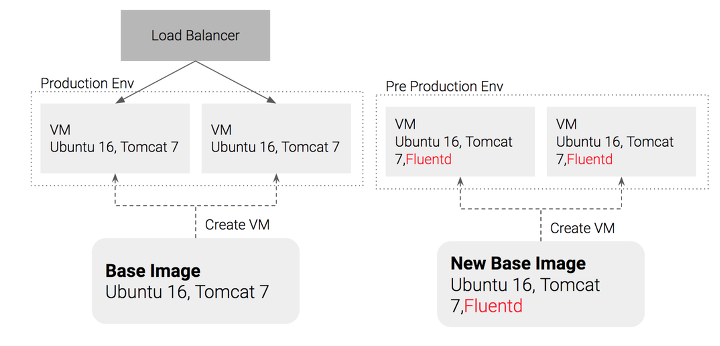 Load Balancer
Production Env
VM
Ubuntu 16, Tomcat 7
VM
Ubuntu 16, Tomcat 7
Create VM
Base Image
Ubuntu 16, Tomcat 7
Pre Production Env
VM
Ubuntu 16, Tomcat
7,Fluentd
VM
Ubuntu 16, Tomcat
7,Fluentd
Create VM
New Base Image
Ubuntu 16, Tomcat
7,Fluentd